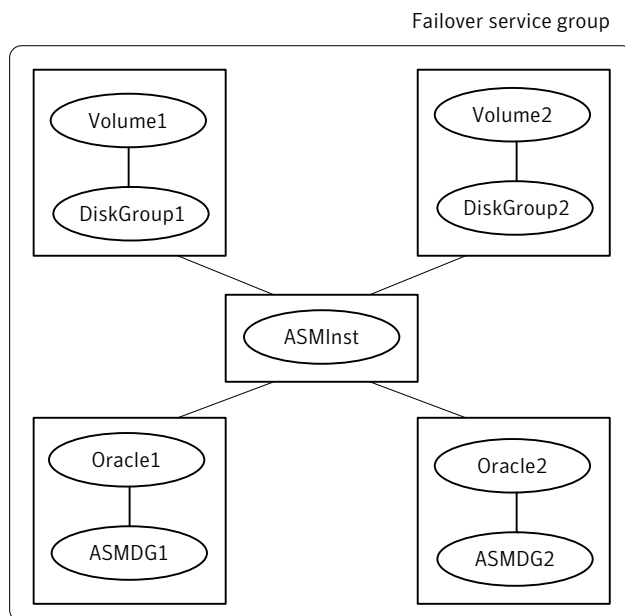 Failover service group
Volume1
Volume2
DiskGroup1
DiskGroup2
ASMInst
Oracle1
Oracle2
ASMDG1
ASMDG2